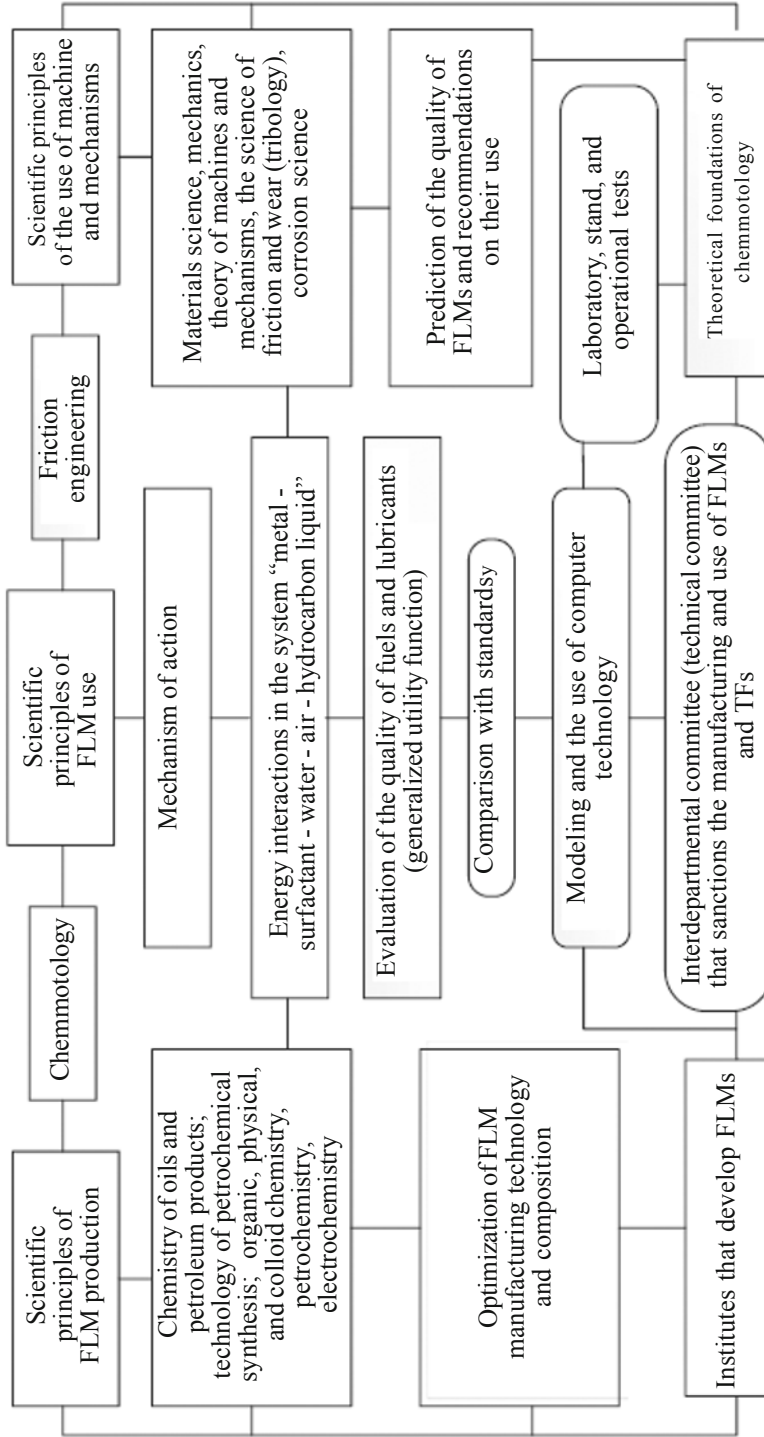 Scientific
principles of
FLM production
Chemmotology
Scientific
principles of
FLM use
Friction
engineering
Scientific principles
of the use of machine
and mechanisms
Chemistry of oils and
petroleum products;
technology of petrochemical
synthesis; organic, physical,
and colloid chemistry,
petrochemistry,
electrochemistry
Mechanism of action
Energy interactions in the system “metal -
surfactant - water - air - hydrocarbon liquid”
Materials science, mechanics,
theory of machines and
mechanisms, the science of
friction and wear (tribology),
corrosion science
Optimization of FLM
manufacturing technology
and composition
Evaluation of the quality of fuels and lubricants
(generalized utility function)
Comparison with standardsy
Prediction of the quality of
FLMs and recommendations
on their use
Modeling and the use of computer
technology
Laboratory, stand, and
operational tests
Institutes that develop FLMs
Interdepartmental committee (technical committee)
that sanctions the manufacturing and use of FLMs
and TFs
Theoretical foundations of
chemmotology